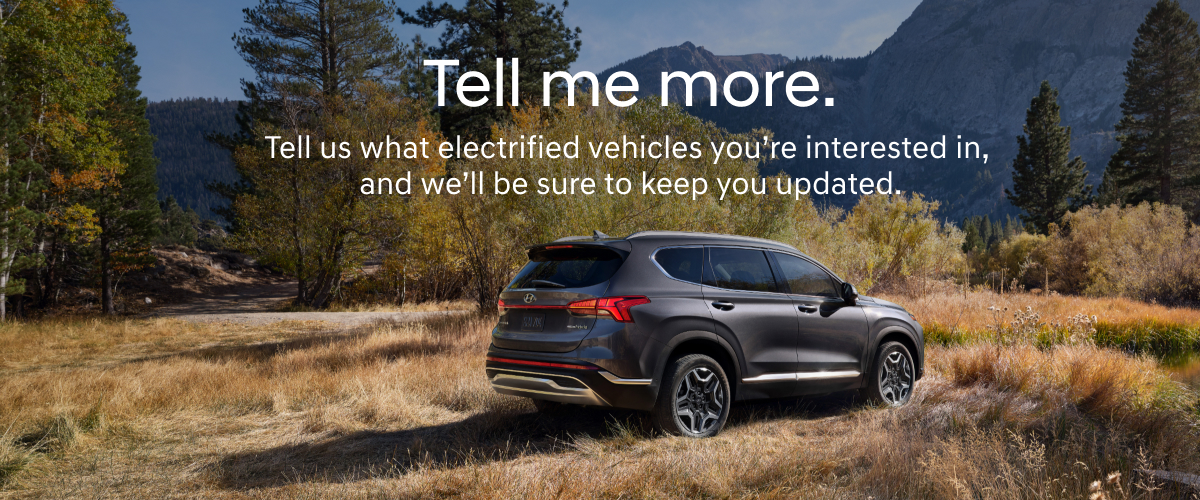 Tell me more.
Tell us what electrified vehicles you’re interested in,
and we’ll be sure to keep you updated.